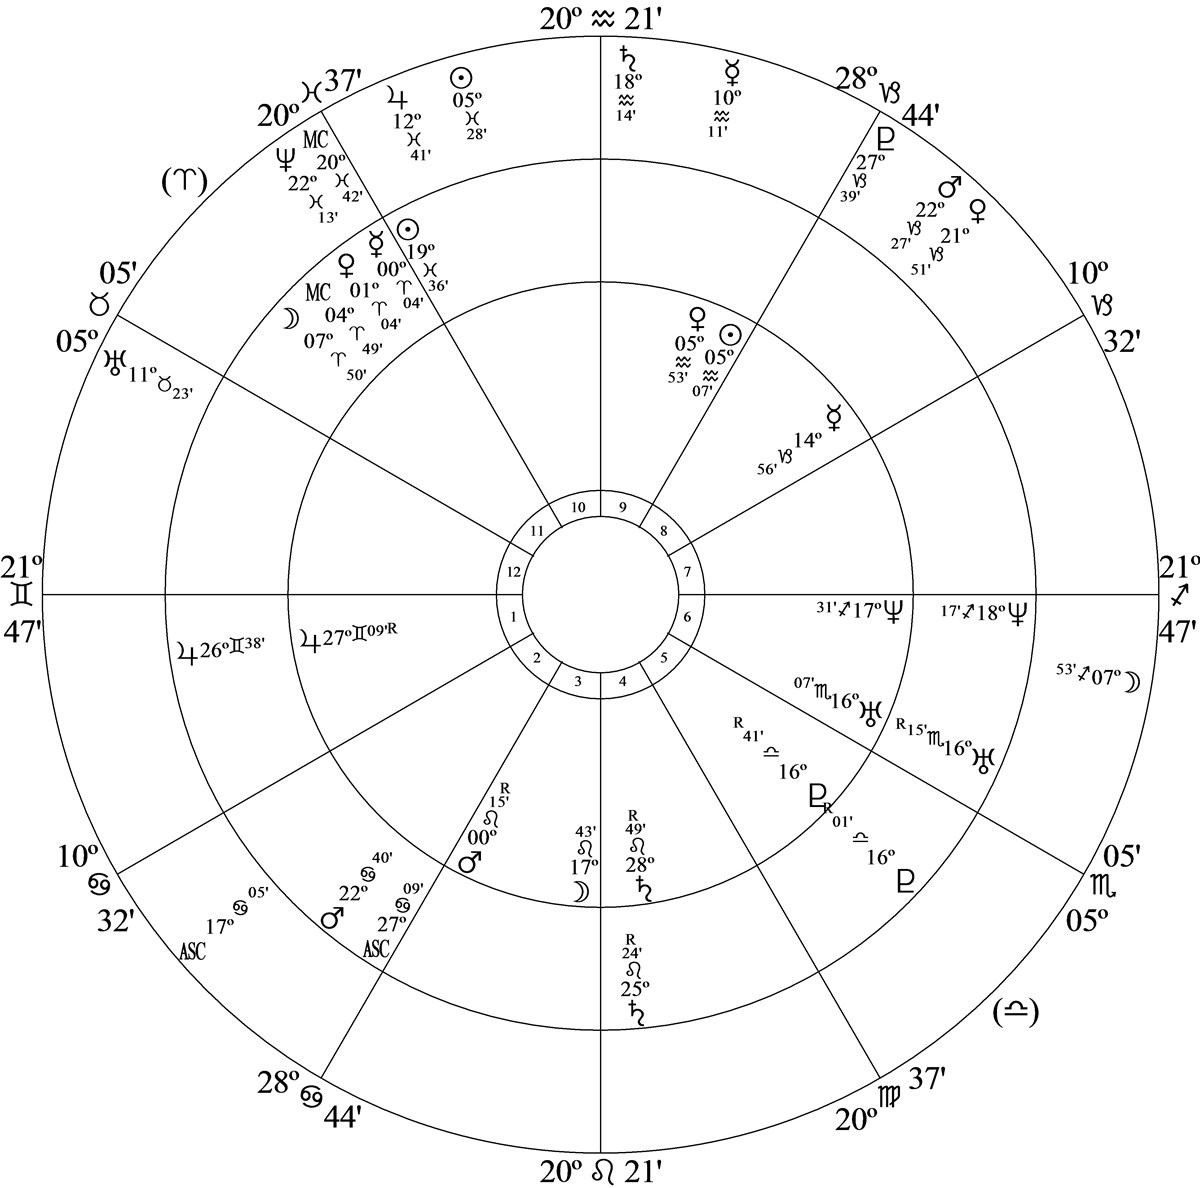 20º ♒ 21'
28º ♑ 44'
10º ♑ 32'
21º ♐ 47'
05' ♏ 05º
(♎)
37' ♍ 20º
20º ♌ 21'
28º ♋ 44'
10º ♋ 32'
21º ♊ 47'
05' ♉ 05º
(♈)
20º ♓ 37'
♄ 18º ♒ 14'
☿ 10º ♒ 11'
♇ 27º ♑ 39'
♂ 22º ♑ 27'
♀ 21º ♑ 51'
☽ 07º ♐ 53'
ASC 17º ♋ 05'
♅ 11º ♉ 23'
♆ 22º ♓ 13'
MC 20º ♓ 42'
♃ 12º ♓ 41'
☉ 05º ♓ 28'
☉ 19º ♓ 36'
☿ 00º ♈ 04'
♀ 01º ♈ 04'
MC 04º ♈ 49'
☽ 07º ♈ 50'
♃ 26º ♊ 38'
♂ 22º ♋ 40'
ASC 27º ♋ 09'
♄ 25º ♌ 24' R
♇ 16º ♎ 01' R
♅ 16º ♏ 15' R
♆ 18º ♐ 17'
♀ 05º ♒ 53'
☉ 05º ♒ 07'
☿ 14º ♑ 56'
♃ 27º ♊ 09' R
♂ 00º ♌ 15' R
☽ 17º ♌ 43'
♄ 28º ♌ 49' R
♇ 16º ♎ 41' R
♅ 16º ♏ 07'
♆ 17º ♐ 31'
1
2
3
4
5
6
7
8
9
10
11
12